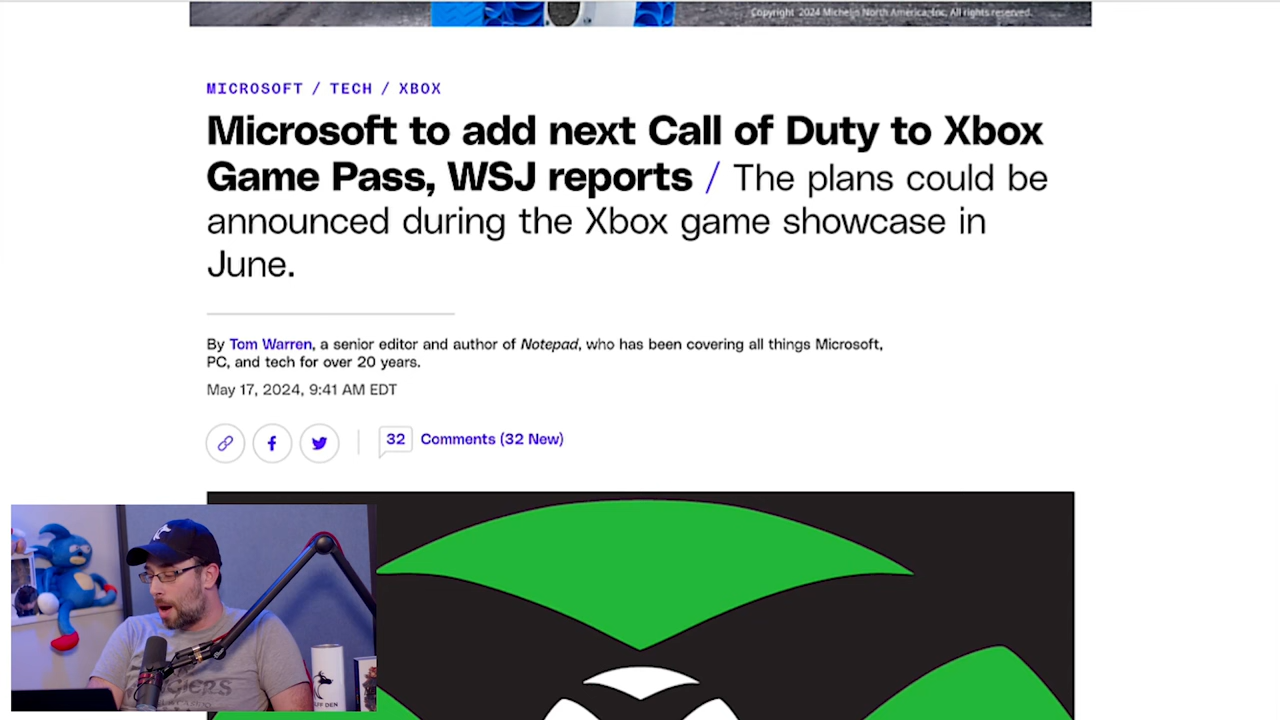 Copyright 2024 Michelin North America, Inc. All rights reserved.
MICROSOFT / TECH / XBOX
Microsoft to add next Call of Duty to Xbox
Game Pass, WSJ reports / The plans could be
announced during the Xbox game showcase in
June.
By Tom Warren, a senior editor and author of Notepad, who has been covering all things Microsoft,
PC, and tech for over 20 years.
May 17, 2024, 9:41 AM EDT
32 Comments (32 New)